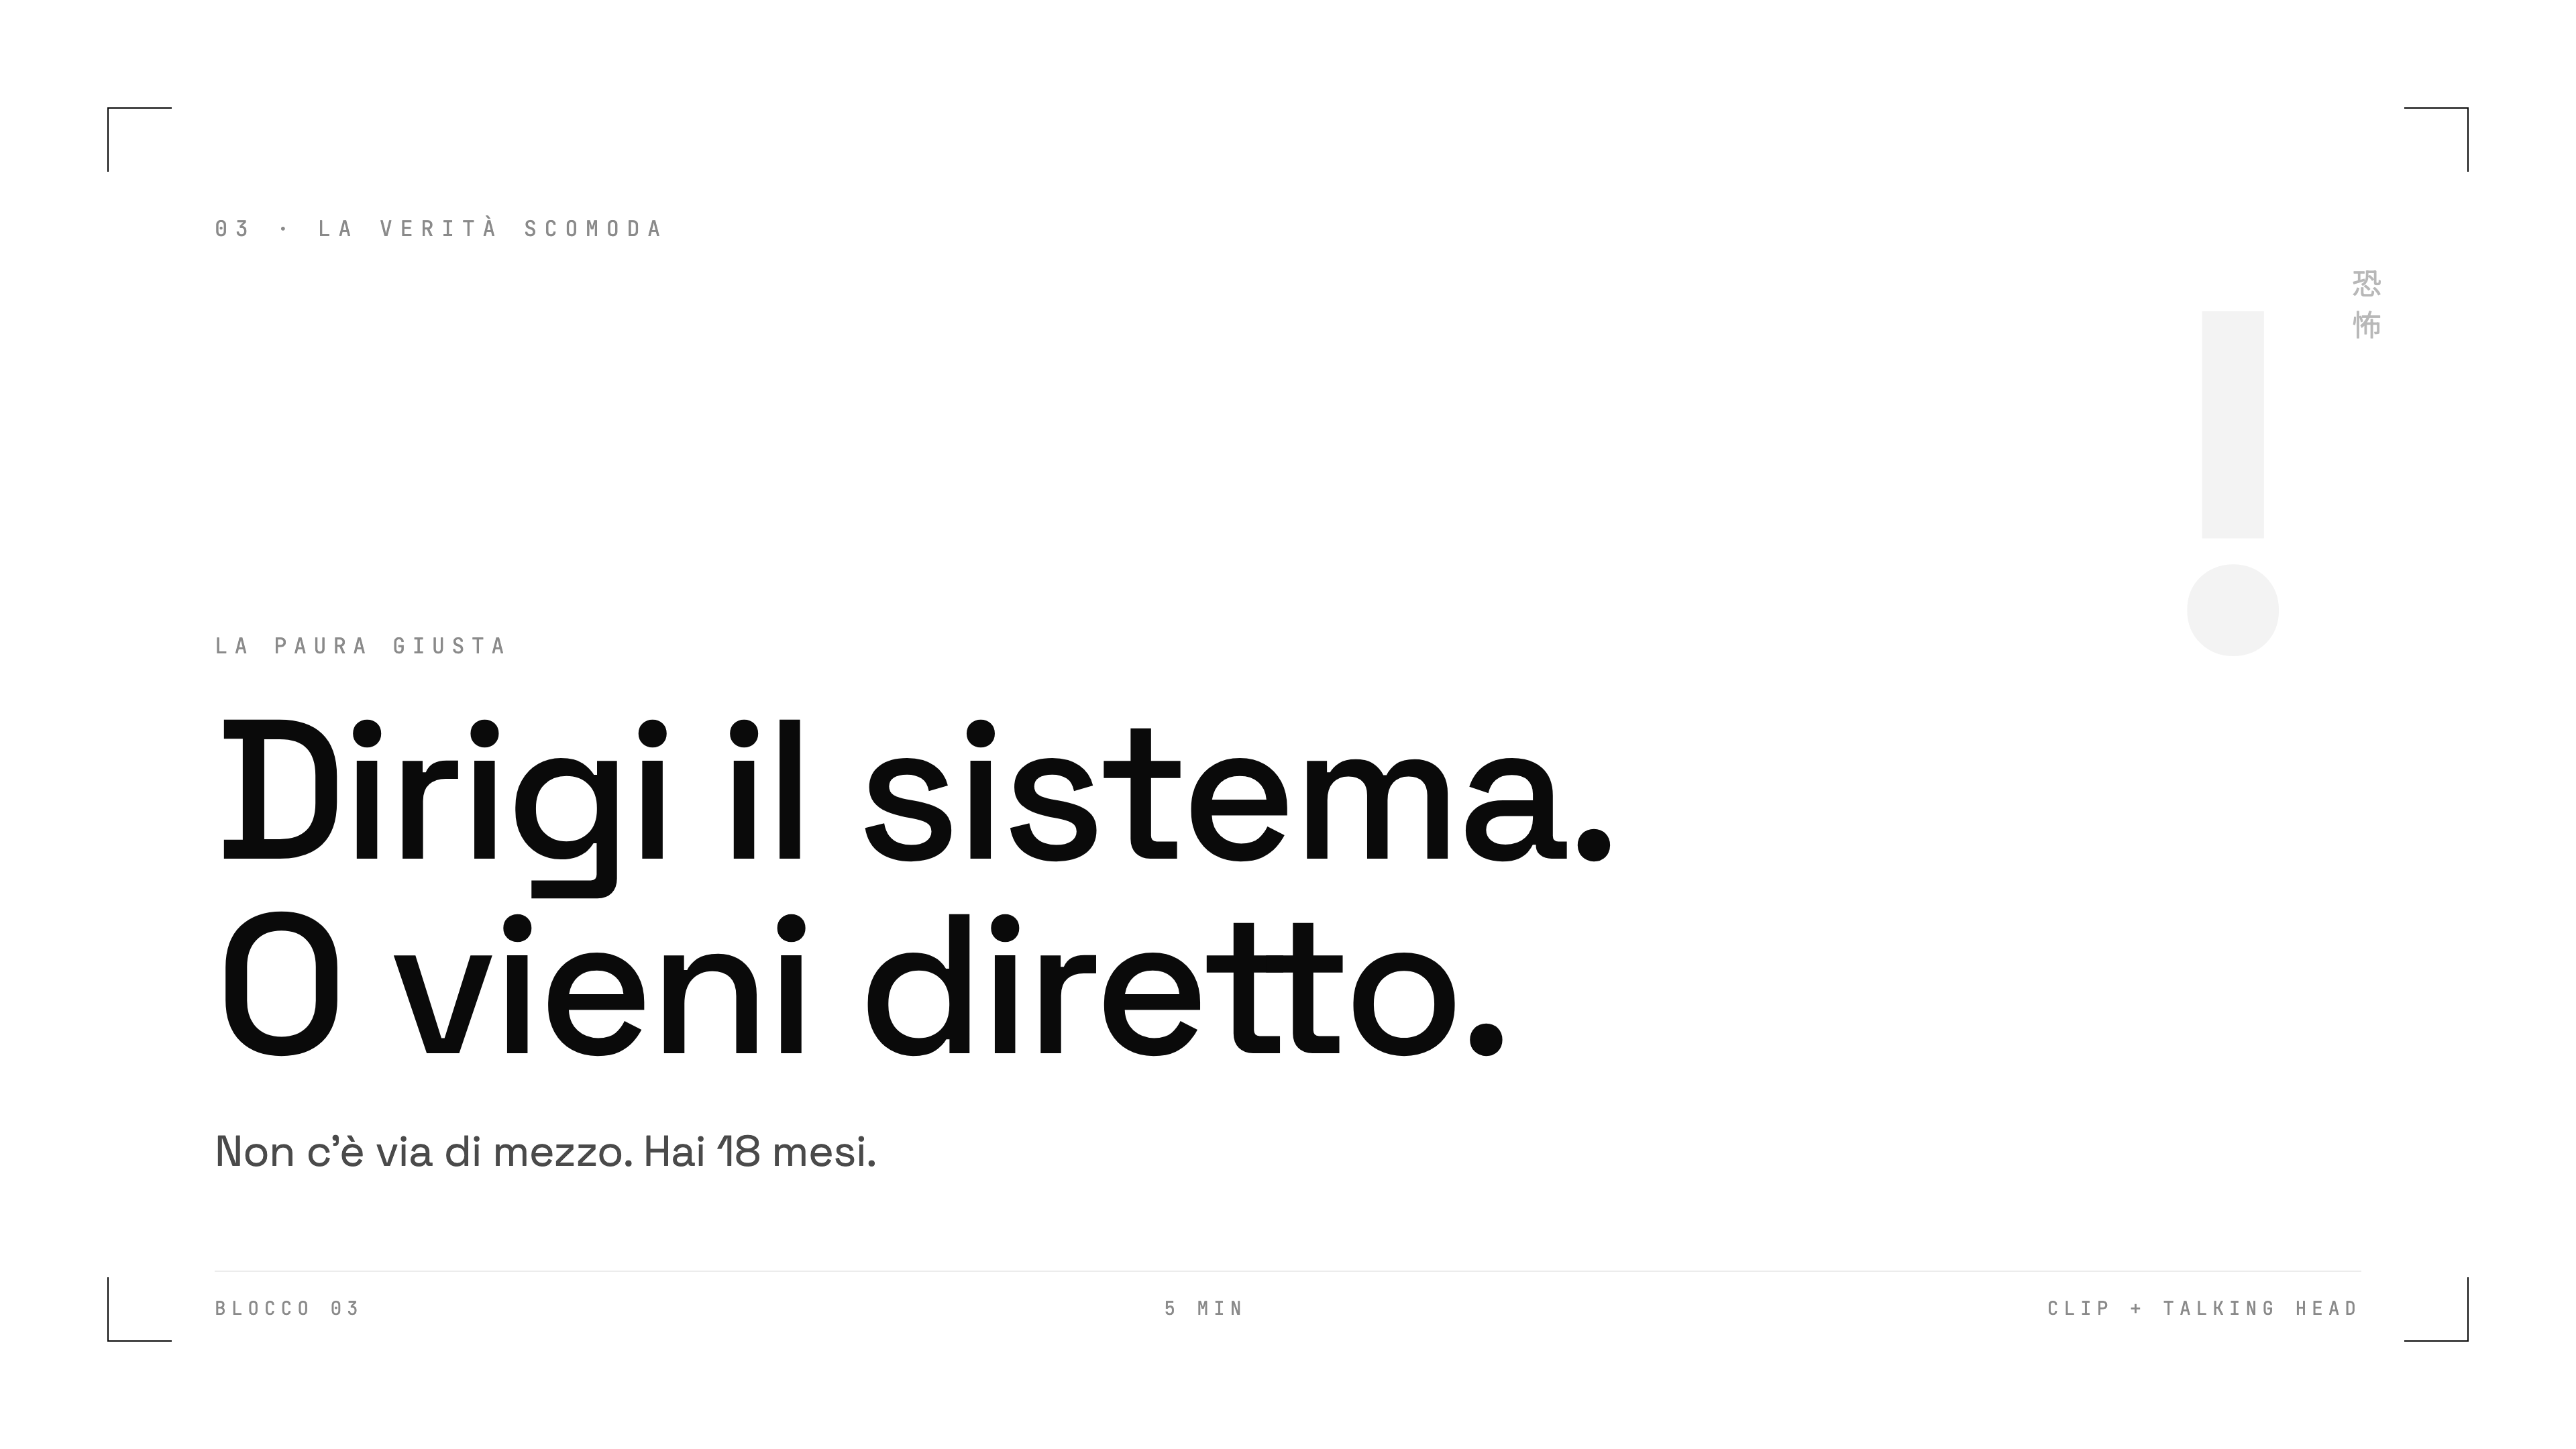 03 · LA VERITÀ SCOMODA
恐怖
!
LA PAURA GIUSTA
Dirigi il sistema.
O vieni diretto.
Non c’è via di mezzo. Hai 18 mesi.
BLOCCO 03
5 MIN
CLIP + TALKING HEAD